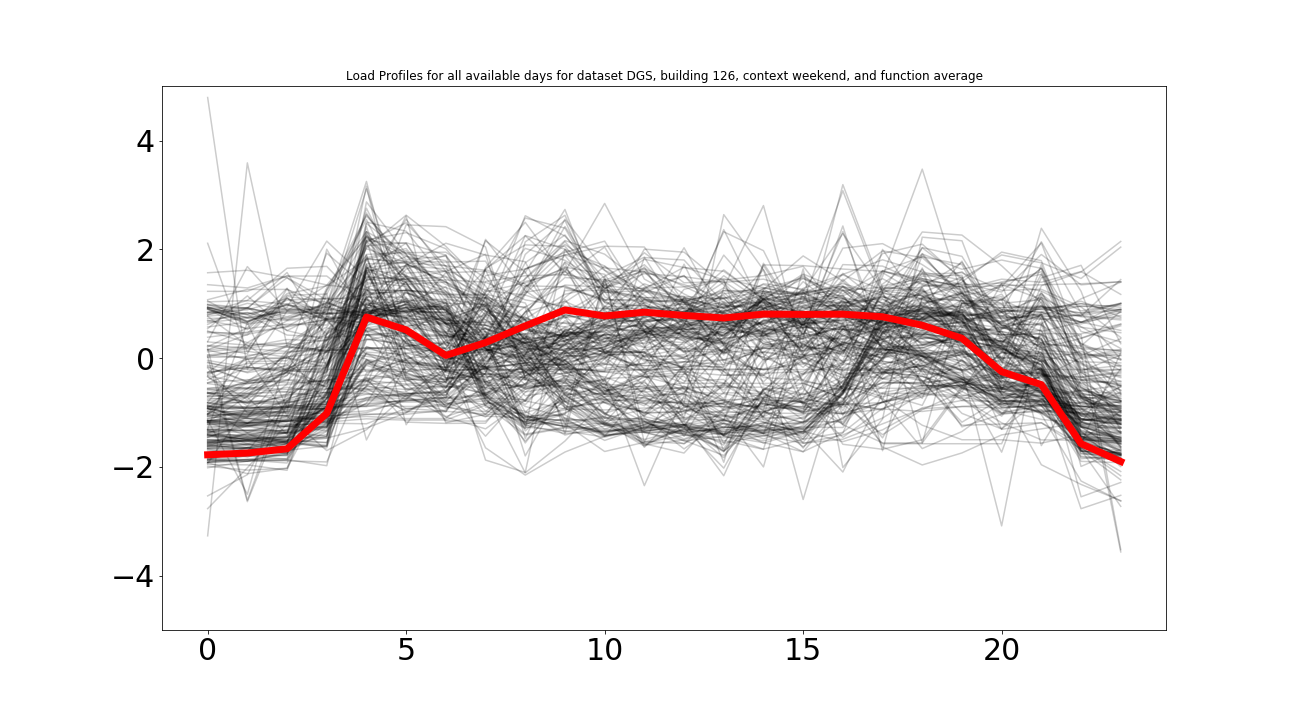 Load Profiles for all available days for dataset DGS, building 126, context weekend, and function average
4
2
0
−2
−4
0 5 10 15 20